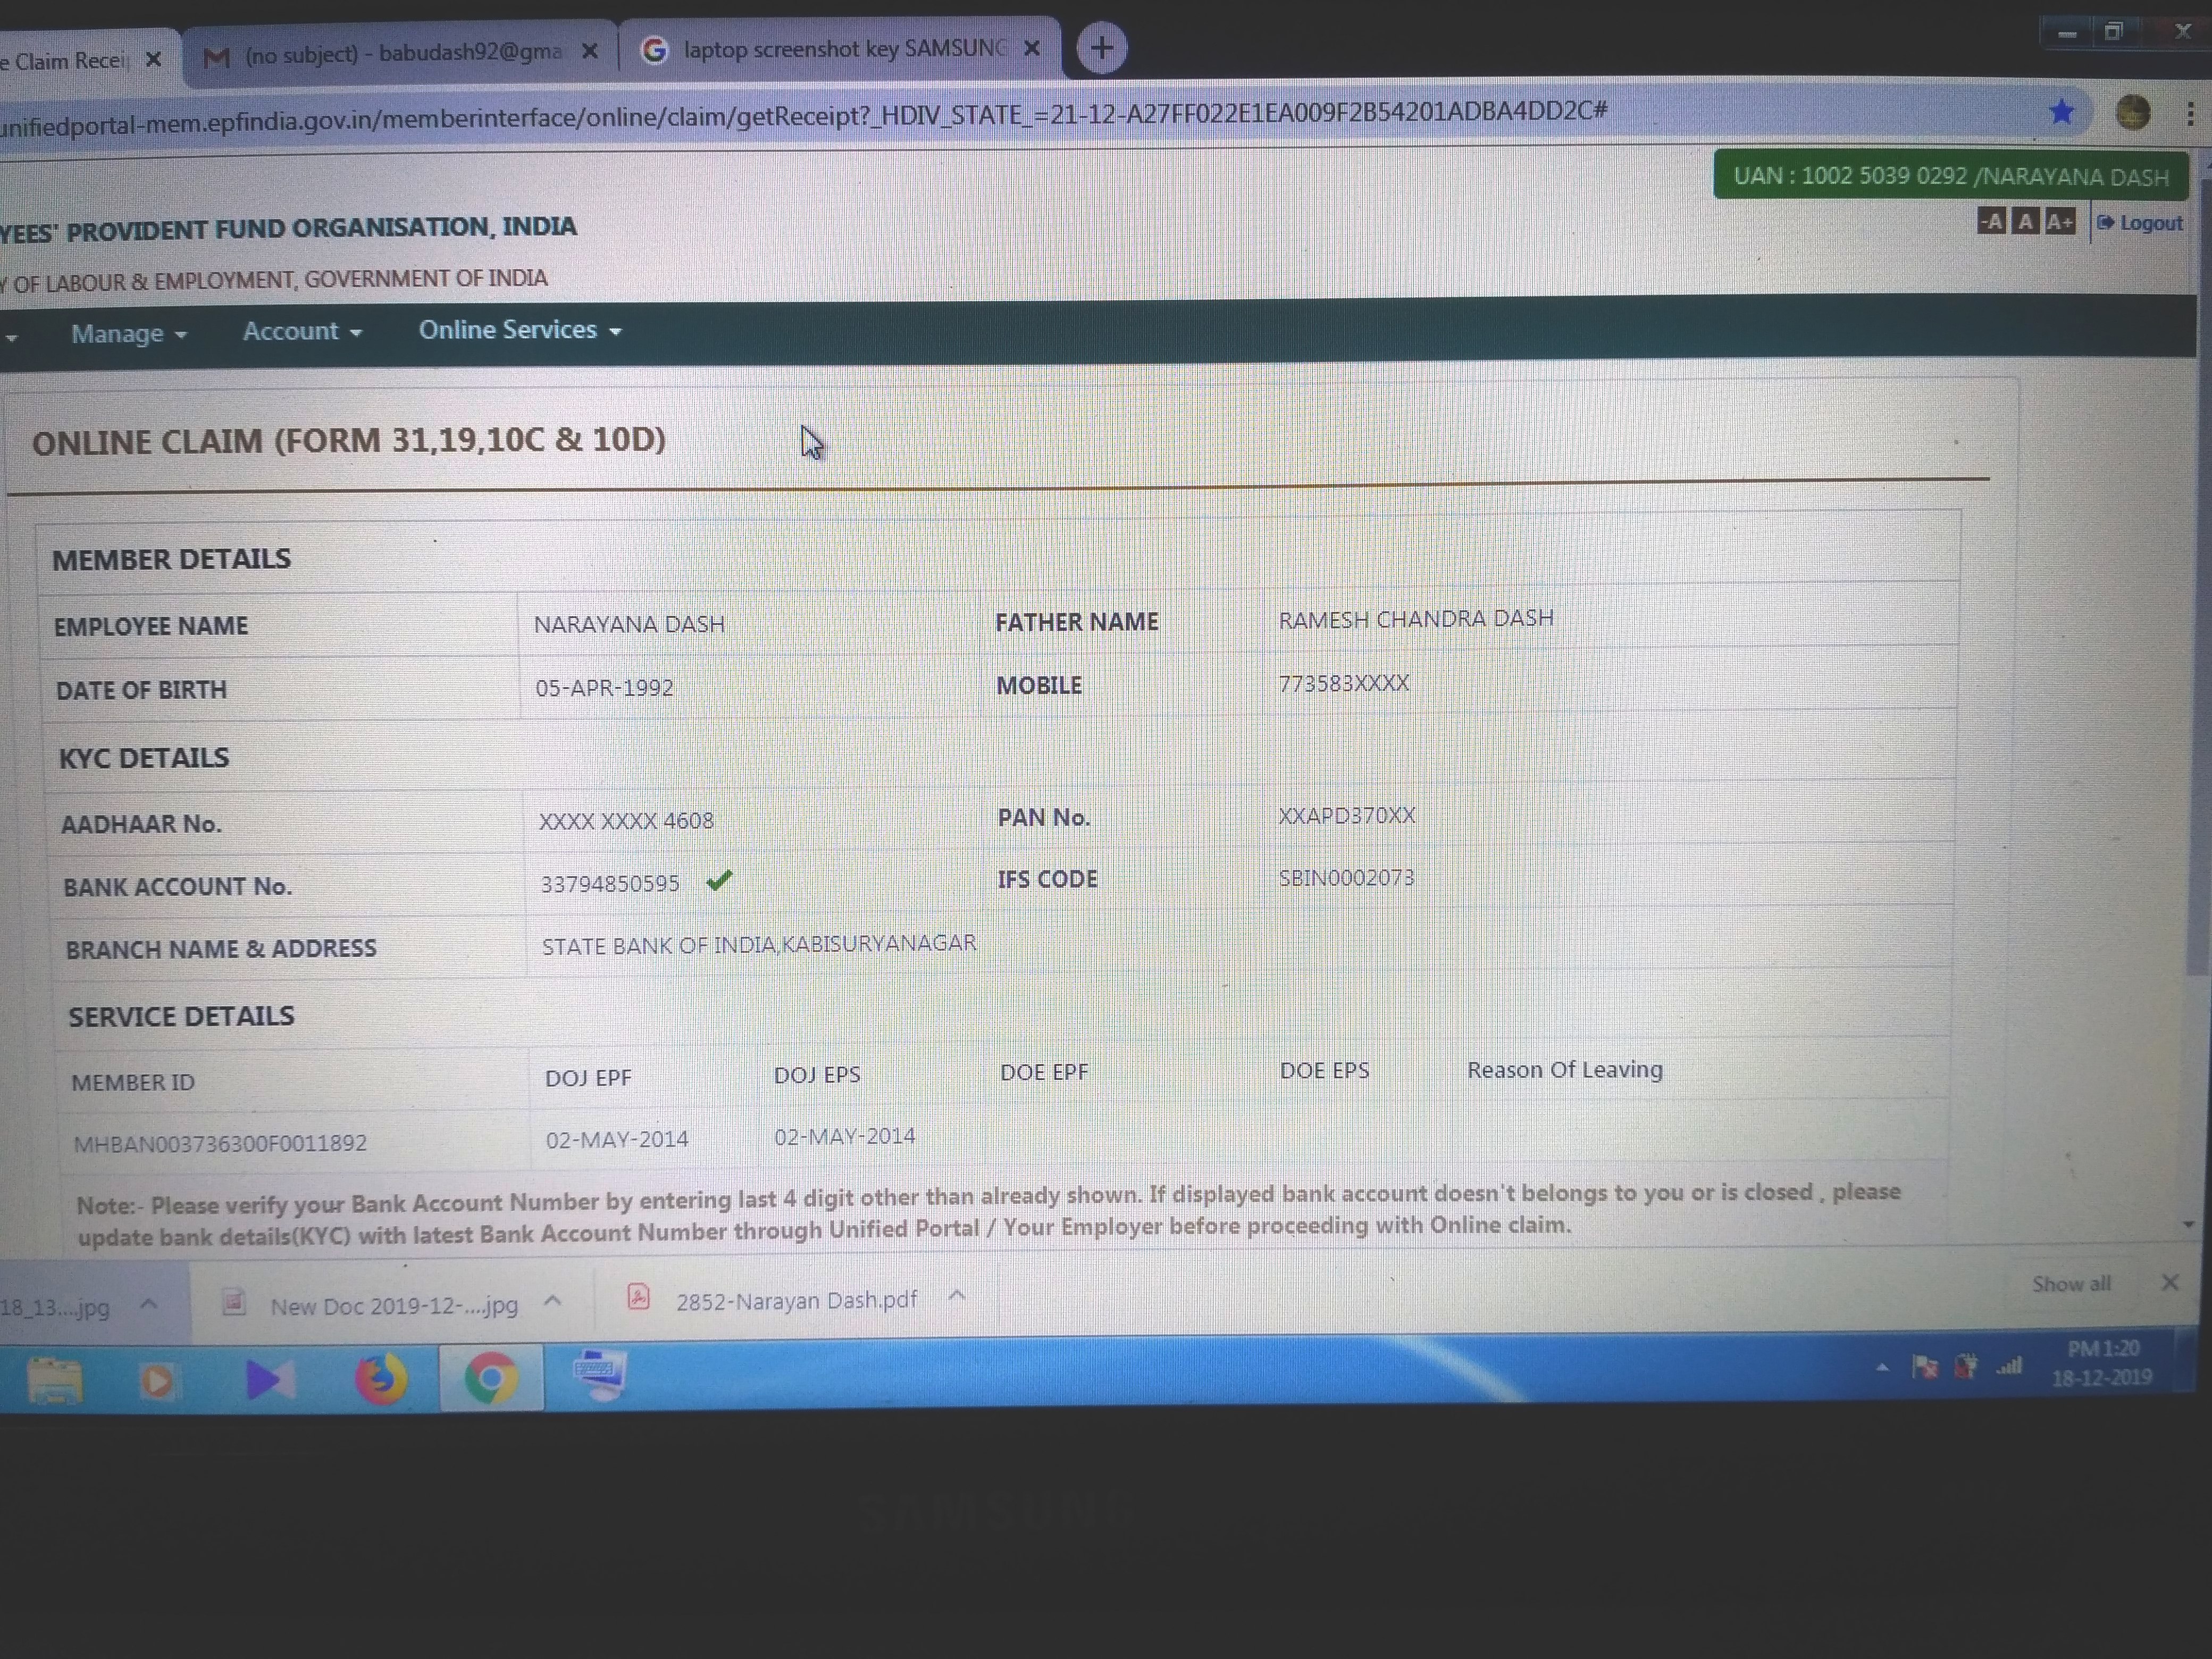 e Claim Recei
(no subject) - babudash92@gma
laptop screenshot key SAMSUNG
unifiedportal-mem.epfindia.gov.in/memberinterface/online/claim/getReceipt?_HDIV_STATE_=21-12-A27FF022E1EA009F2B54201ADBA4DD2C#
UAN : 1002 5039 0292 /NARAYANA DASH
YEES' PROVIDENT FUND ORGANISATION, INDIA
-A A A+ Logout
Y OF LABOUR & EMPLOYMENT, GOVERNMENT OF INDIA
Manage Account Online Services
ONLINE CLAIM (FORM 31,19,10C & 10D)
MEMBER DETAILS
EMPLOYEE NAME NARAYANA DASH FATHER NAME RAMESH CHANDRA DASH
DATE OF BIRTH 05-APR-1992 MOBILE 773583XXXX
KYC DETAILS
AADHAAR No. XXXX XXXX 4608 PAN No. XXAPD370XX
BANK ACCOUNT No. 33794850595 IFS CODE SBIN0002073
BRANCH NAME & ADDRESS STATE BANK OF INDIA,KABISURYANAGAR
SERVICE DETAILS
MEMBER ID DOJ EPF DOJ EPS DOE EPF DOE EPS Reason Of Leaving
MHBAN003736300F0011892 02-MAY-2014 02-MAY-2014
Note:- Please verify your Bank Account Number by entering last 4 digit other than already shown. If displayed bank account doesn't belongs to you or is closed , please
update bank details(KYC) with latest Bank Account Number through Unified Portal / Your Employer before proceeding with Online claim.
18_13....jpg New Doc 2019-12-....jpg 2852-Narayan Dash.pdf Show all
PM 1:20
18-12-2019
SAMSUNG